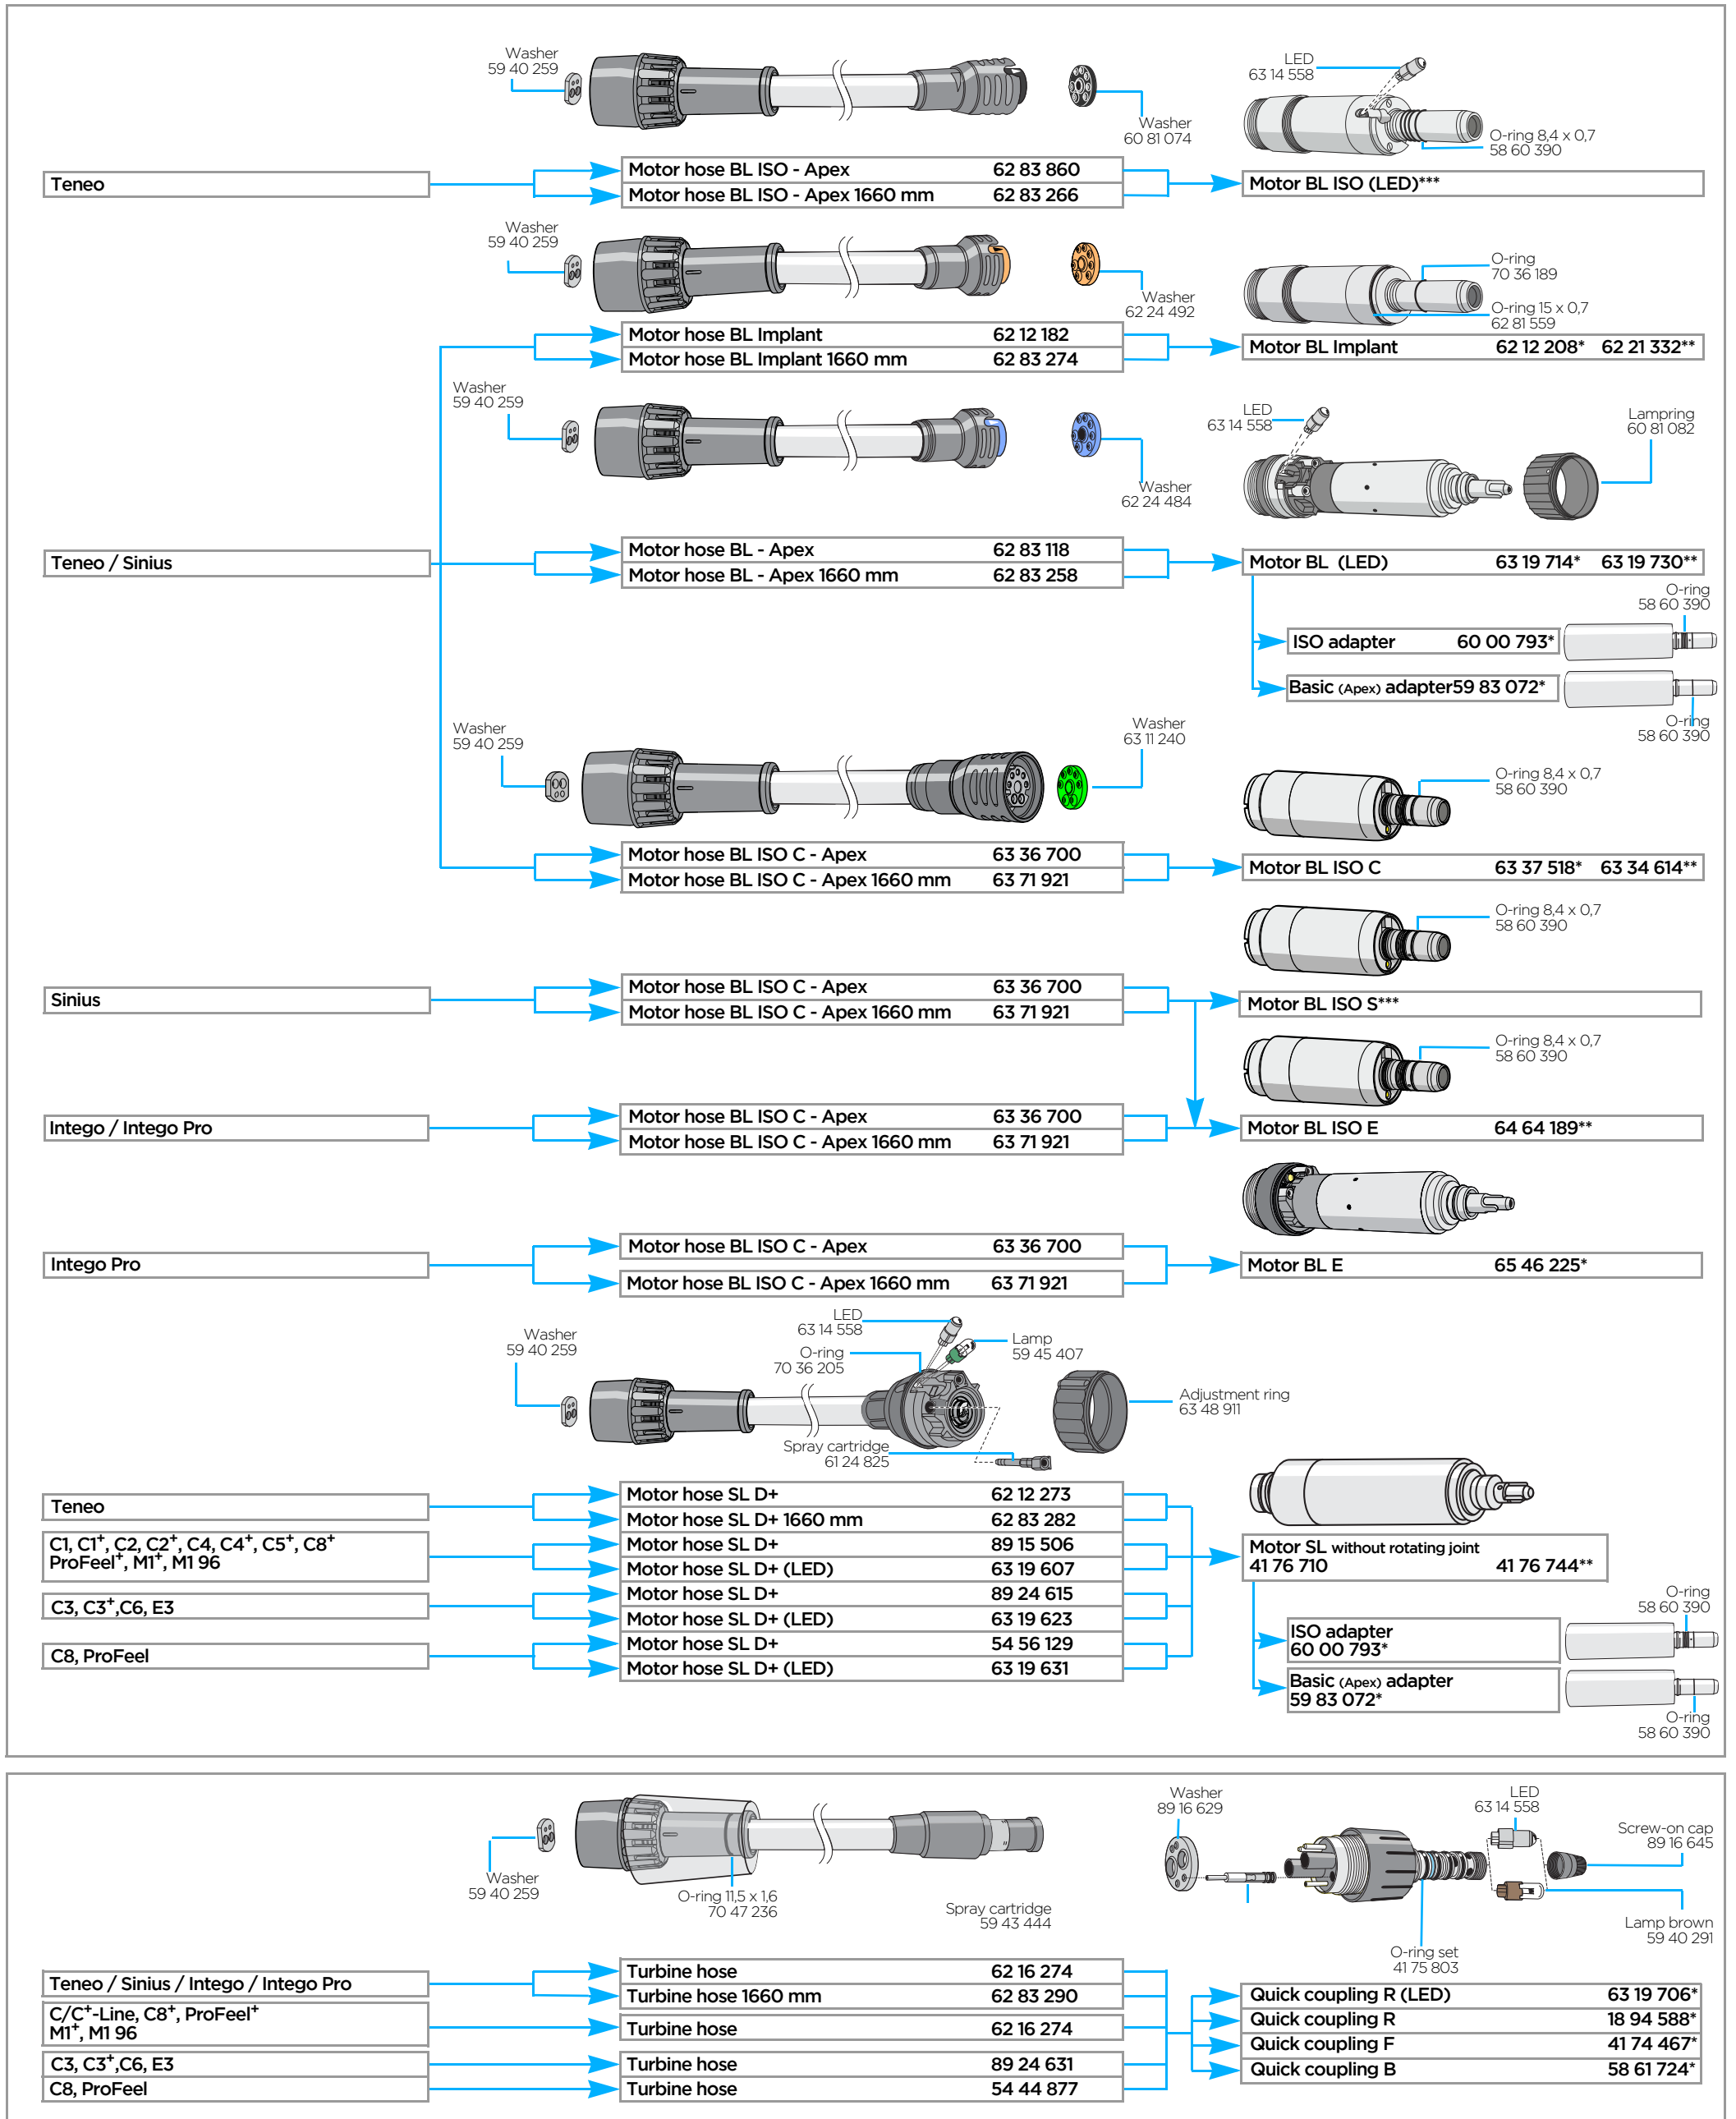 Washer
59 40 259
Washer
60 81 074
LED
63 14 558
O-ring 8,4 x 0,7
58 60 390
Teneo
Motor hose BL ISO - Apex 62 83 860
Motor hose BL ISO - Apex 1660 mm 62 83 266
Motor BL ISO (LED)***
Washer
59 40 259
Washer
62 24 492
O-ring
70 36 189
O-ring 15 x 0,7
62 81 559
Motor hose BL Implant 62 12 182
Motor hose BL Implant 1660 mm 62 83 274
Motor BL Implant 62 12 208* 62 21 332**
Washer
59 40 259
Washer
62 24 484
LED
63 14 558
Lampring
60 81 082
Teneo / Sinius
Motor hose BL - Apex 62 83 118
Motor hose BL - Apex 1660 mm 62 83 258
Motor BL (LED) 63 19 714* 63 19 730**
O-ring
58 60 390
ISO adapter 60 00 793*
Basic (Apex) adapter59 83 072*
O-ring
58 60 390
Washer
59 40 259
Washer
63 11 240
O-ring 8,4 x 0,7
58 60 390
Motor hose BL ISO C - Apex 63 36 700
Motor hose BL ISO C - Apex 1660 mm 63 71 921
Motor BL ISO C 63 37 518* 63 34 614**
O-ring 8,4 x 0,7
58 60 390
Sinius
Motor hose BL ISO C - Apex 63 36 700
Motor hose BL ISO C - Apex 1660 mm 63 71 921
Motor BL ISO S***
O-ring 8,4 x 0,7
58 60 390
Intego / Intego Pro
Motor hose BL ISO C - Apex 63 36 700
Motor hose BL ISO C - Apex 1660 mm 63 71 921
Motor BL ISO E 64 64 189**
Intego Pro
Motor hose BL ISO C - Apex 63 36 700
Motor hose BL ISO C - Apex 1660 mm 63 71 921
Motor BL E 65 46 225*
Washer
59 40 259
LED
63 14 558
O-ring
70 36 205
Lamp
59 45 407
Adjustment ring
63 48 911
Spray cartridge
61 24 825
Teneo
Motor hose SL D+ 62 12 273
Motor hose SL D+ 1660 mm 62 83 282
C1, C1+, C2, C2+, C4, C4+, C5+, C8+
ProFeel+, M1+, M1 96
Motor hose SL D+ 89 15 506
Motor hose SL D+ (LED) 63 19 607
C3, C3+,C6, E3
Motor hose SL D+ 89 24 615
Motor hose SL D+ (LED) 63 19 623
C8, ProFeel
Motor hose SL D+ 54 56 129
Motor hose SL D+ (LED) 63 19 631
Motor SL without rotating joint
41 76 710 41 76 744**
O-ring
58 60 390
ISO adapter
60 00 793*
Basic (Apex) adapter
59 83 072*
O-ring
58 60 390
Washer
59 40 259
O-ring 11,5 x 1,6
70 47 236
Spray cartridge
59 43 444
Washer
89 16 629
LED
63 14 558
Screw-on cap
89 16 645
Lamp brown
59 40 291
O-ring set
41 75 803
Teneo / Sinius / Intego / Intego Pro
Turbine hose 62 16 274
Turbine hose 1660 mm 62 83 290
C/C+-Line, C8+, ProFeel+
M1+, M1 96
Turbine hose 62 16 274
C3, C3+,C6, E3
Turbine hose 89 24 631
C8, ProFeel
Turbine hose 54 44 877
Quick coupling R (LED) 63 19 706*
Quick coupling R 18 94 588*
Quick coupling F 41 74 467*
Quick coupling B 58 61 724*